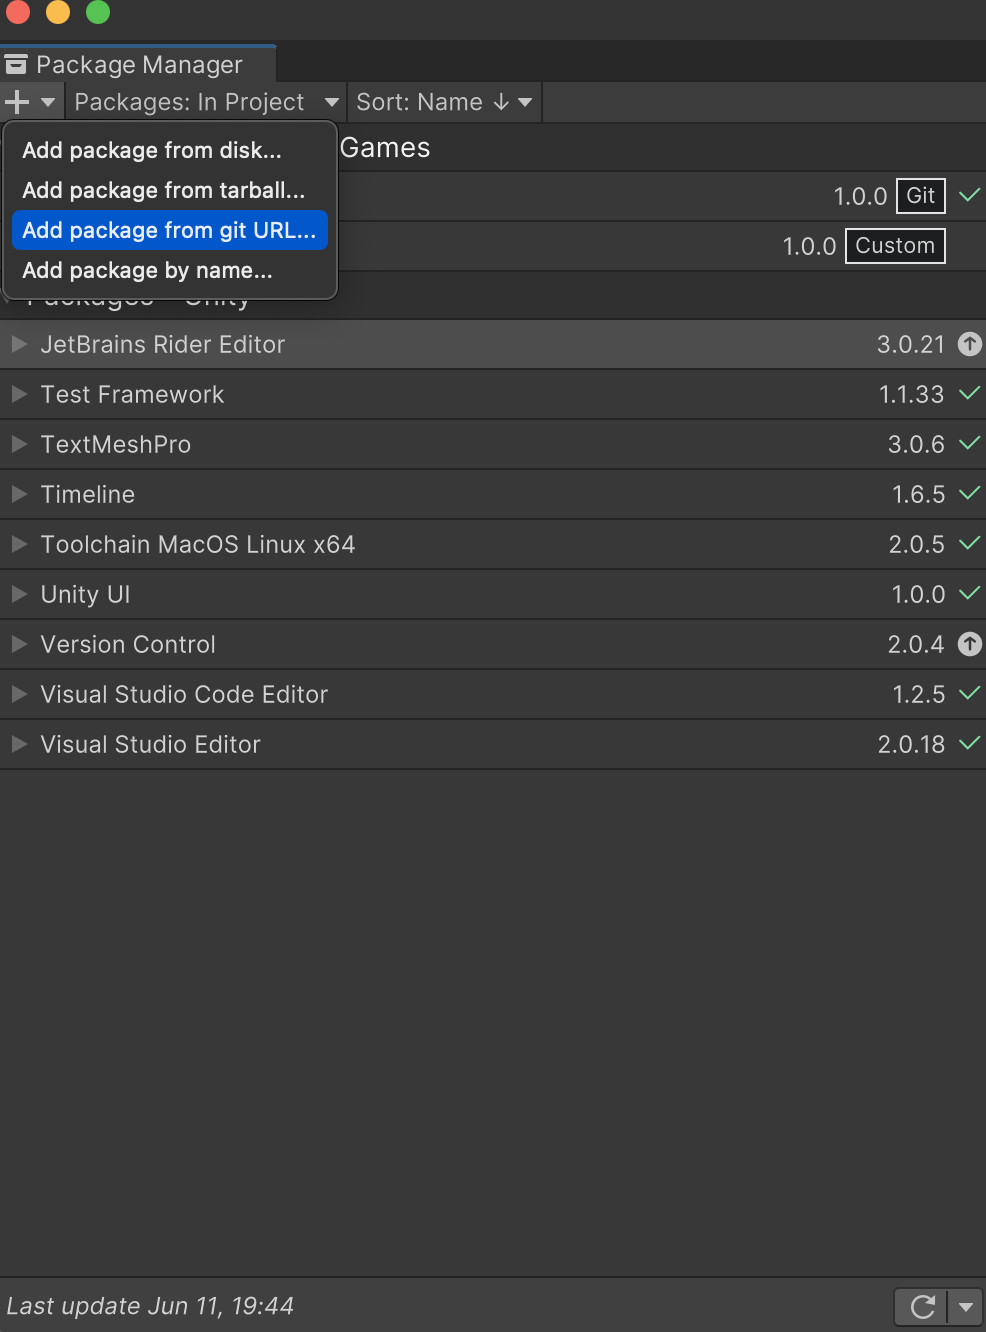 Package Manager
Packages: In Project Sort: Name ↓
Games
Add package from disk...
Add package from tarball...
1.0.0 Git
Add package from git URL...
1.0.0 Custom
Add package by name...
Packages - Unity
JetBrains Rider Editor 3.0.21
Test Framework 1.1.33
TextMeshPro 3.0.6
Timeline 1.6.5
Toolchain MacOS Linux x64 2.0.5
Unity UI 1.0.0
Version Control 2.0.4
Visual Studio Code Editor 1.2.5
Visual Studio Editor 2.0.18
Last update Jun 11, 19:44